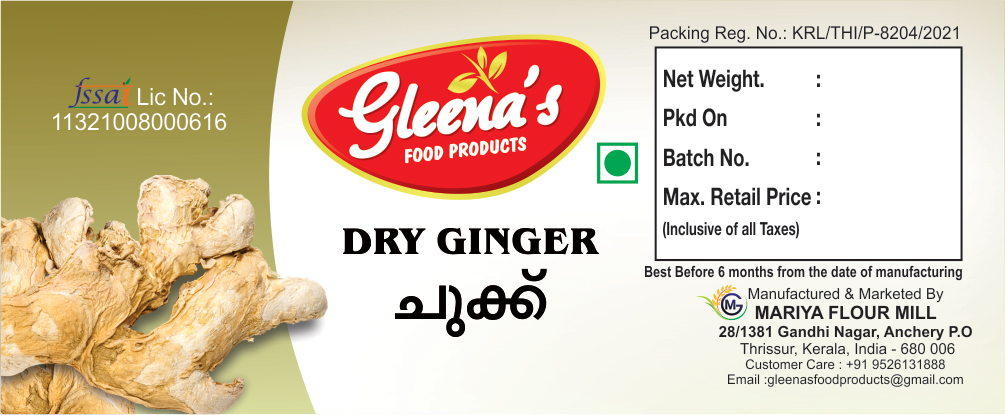 fssai Lic No.:
11321008000616
Gleena's
FOOD PRODUCTS
DRY GINGER
ചുക്ക്
Packing Reg. No.: KRL/THI/P-8204/2021
Net Weight. :
Pkd On :
Batch No. :
Max. Retail Price :
(Inclusive of all Taxes)
Best Before 6 months from the date of manufacturing
MG
Manufactured & Marketed By
MARIYA FLOUR MILL
28/1381 Gandhi Nagar, Anchery P.O
Thrissur, Kerala, India - 680 006
Customer Care : +91 9526131888
Email :gleenasfoodproducts@gmail.com